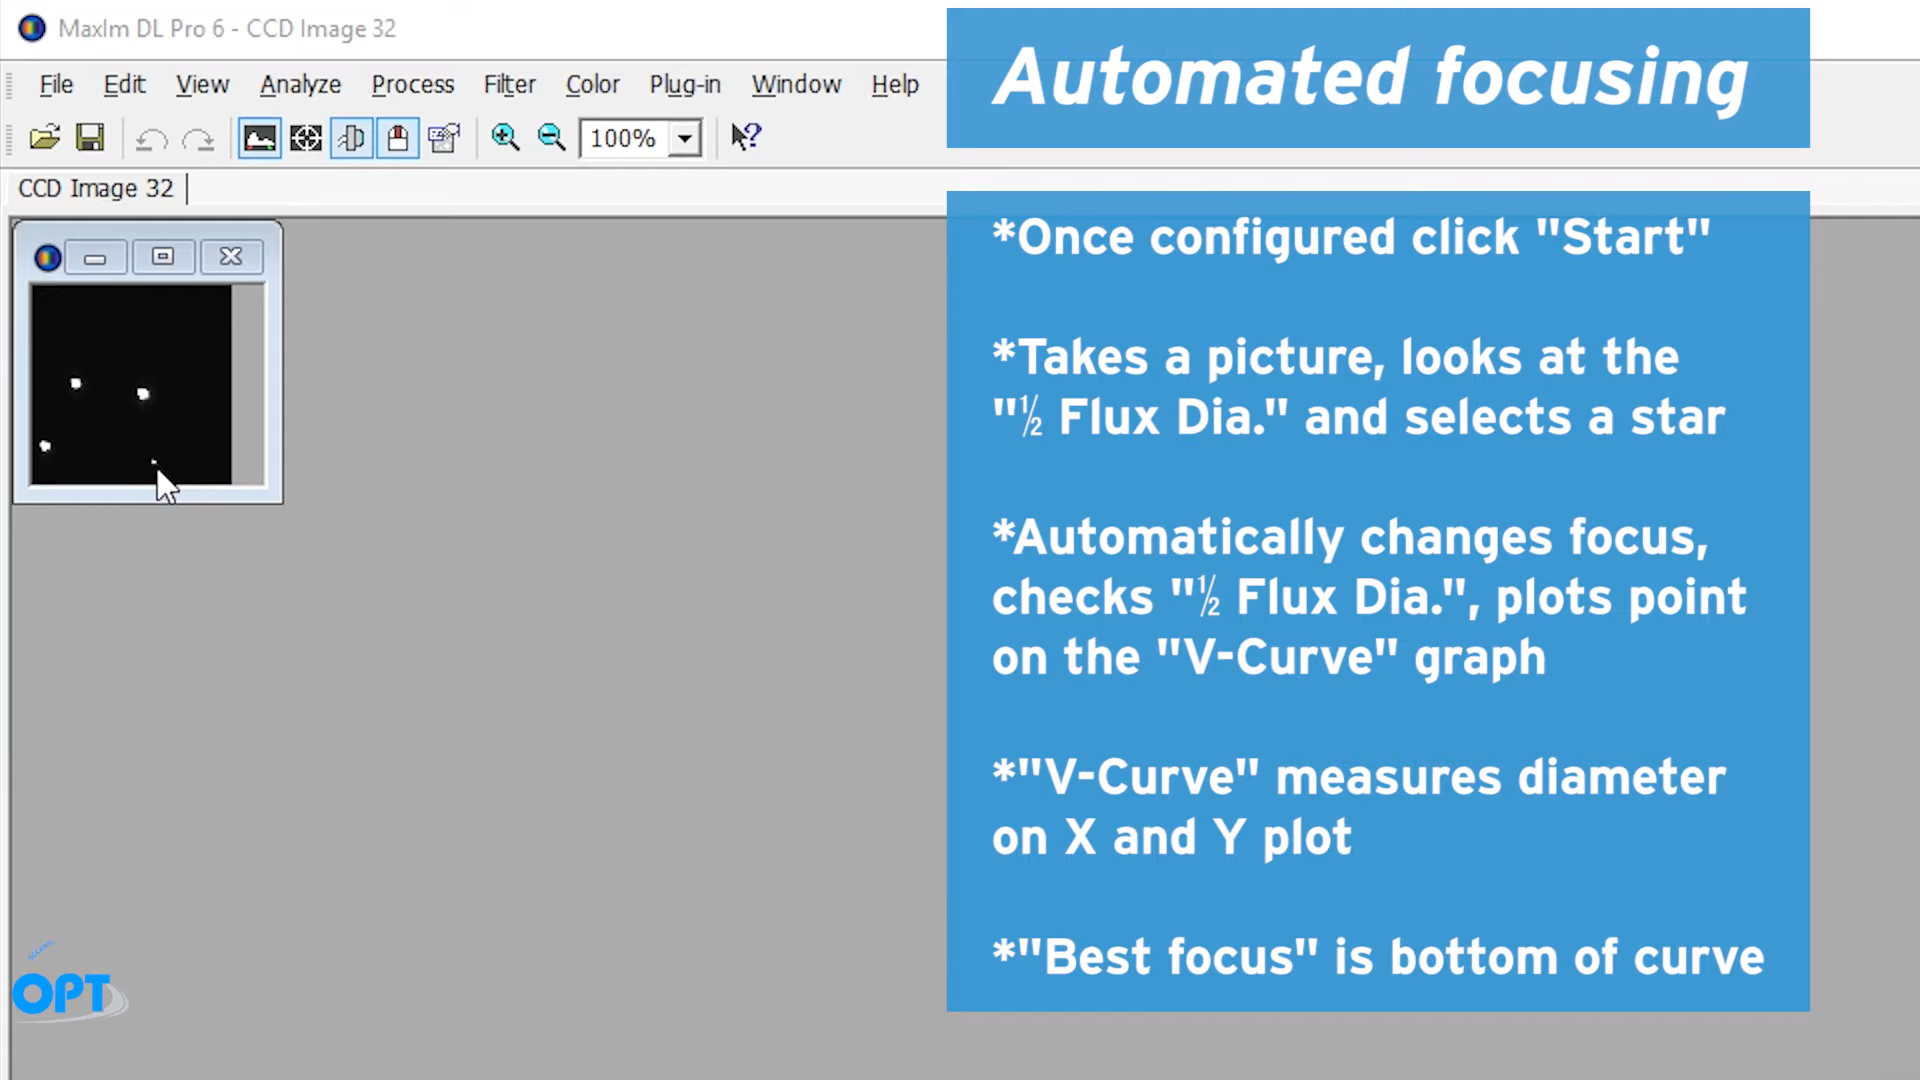 MaxIm DL Pro 6 - CCD Image 32
File Edit View Analyze Process Filter Color Plug-in Window Help
100%
CCD Image 32
Automated focusing
*Once configured click "Start"
*Takes a picture, looks at the
"½ Flux Dia." and selects a star
*Automatically changes focus,
checks "½ Flux Dia.", plots point
on the "V-Curve" graph
*"V-Curve" measures diameter
on X and Y plot
*"Best focus" is bottom of curve
OPT